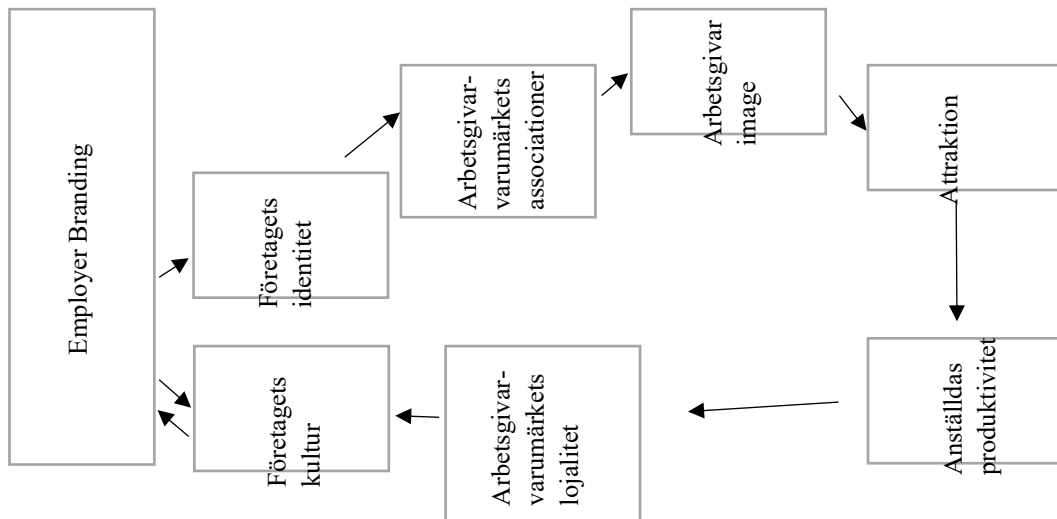 Employer Branding
Företagets
identitet
Arbetsgivar-
varumärkets
associationer
Arbetsgivar
image
Attraktion
Anställdas
produktivitet
Arbetsgivar-
varumärkets
lojalitet
Företagets
kultur